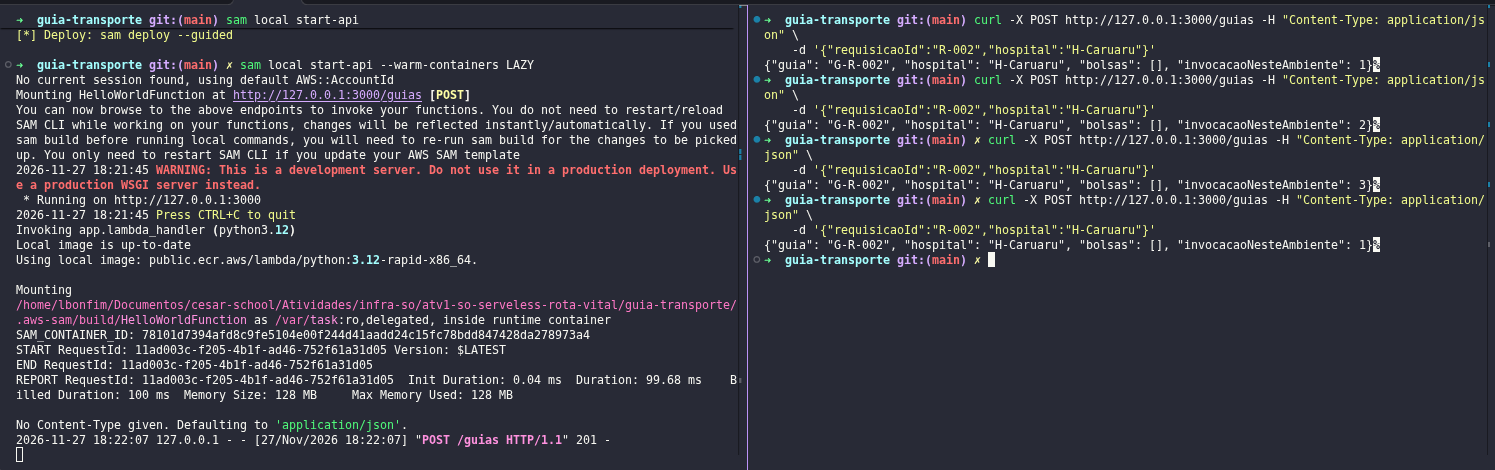 ➜  guia-transporte git:(main) sam local start-api
[*] Deploy: sam deploy --guided
➜  guia-transporte git:(main) ✗ sam local start-api --warm-containers LAZY
No current session found, using default AWS::AccountId
Mounting HelloWorldFunction at http://127.0.0.1:3000/guias [POST]
You can now browse to the above endpoints to invoke your functions. You do not need to restart/reload
SAM CLI while working on your functions, changes will be reflected instantly/automatically. If you used
sam build before running local commands, you will need to re-run sam build for the changes to be picked
up. You only need to restart SAM CLI if you update your AWS SAM template
2026-11-27 18:21:45 WARNING: This is a development server. Do not use it in a production deployment. Us
e a production WSGI server instead.
 * Running on http://127.0.0.1:3000
2026-11-27 18:21:45 Press CTRL+C to quit
Invoking app.lambda_handler (python3.12)
Local image is up-to-date
Using local image: public.ecr.aws/lambda/python:3.12-rapid-x86_64.
Mounting
/home/lbonfim/Documentos/cesar-school/Atividades/infra-so/atv1-so-serveless-rota-vital/guia-transporte/
.aws-sam/build/HelloWorldFunction as /var/task:ro,delegated, inside runtime container
SAM_CONTAINER_ID: 78101d7394afd8c9fe5104e00f244d41aadd24c15fc78bdd847428da278973a4
START RequestId: 11ad003c-f205-4b1f-ad46-752f61a31d05 Version: $LATEST
END RequestId: 11ad003c-f205-4b1f-ad46-752f61a31d05
REPORT RequestId: 11ad003c-f205-4b1f-ad46-752f61a31d05  Init Duration: 0.04 ms  Duration: 99.68 ms    B
illed Duration: 100 ms  Memory Size: 128 MB     Max Memory Used: 128 MB
No Content-Type given. Defaulting to 'application/json'.
2026-11-27 18:22:07 127.0.0.1 - - [27/Nov/2026 18:22:07] "POST /guias HTTP/1.1" 201 -
➜  guia-transporte git:(main) curl -X POST http://127.0.0.1:3000/guias -H "Content-Type: application/js
on" \
    -d '{"requisicaoId":"R-002","hospital":"H-Caruaru"}'
{"guia": "G-R-002", "hospital": "H-Caruaru", "bolsas": [], "invocacaoNesteAmbiente": 1}%
➜  guia-transporte git:(main) curl -X POST http://127.0.0.1:3000/guias -H "Content-Type: application/js
on" \
    -d '{"requisicaoId":"R-002","hospital":"H-Caruaru"}'
{"guia": "G-R-002", "hospital": "H-Caruaru", "bolsas": [], "invocacaoNesteAmbiente": 2}%
➜  guia-transporte git:(main) ✗ curl -X POST http://127.0.0.1:3000/guias -H "Content-Type: application/
json" \
    -d '{"requisicaoId":"R-002","hospital":"H-Caruaru"}'
{"guia": "G-R-002", "hospital": "H-Caruaru", "bolsas": [], "invocacaoNesteAmbiente": 3}%
➜  guia-transporte git:(main) ✗ curl -X POST http://127.0.0.1:3000/guias -H "Content-Type: application/
json" \
    -d '{"requisicaoId":"R-002","hospital":"H-Caruaru"}'
{"guia": "G-R-002", "hospital": "H-Caruaru", "bolsas": [], "invocacaoNesteAmbiente": 1}%
➜  guia-transporte git:(main) ✗